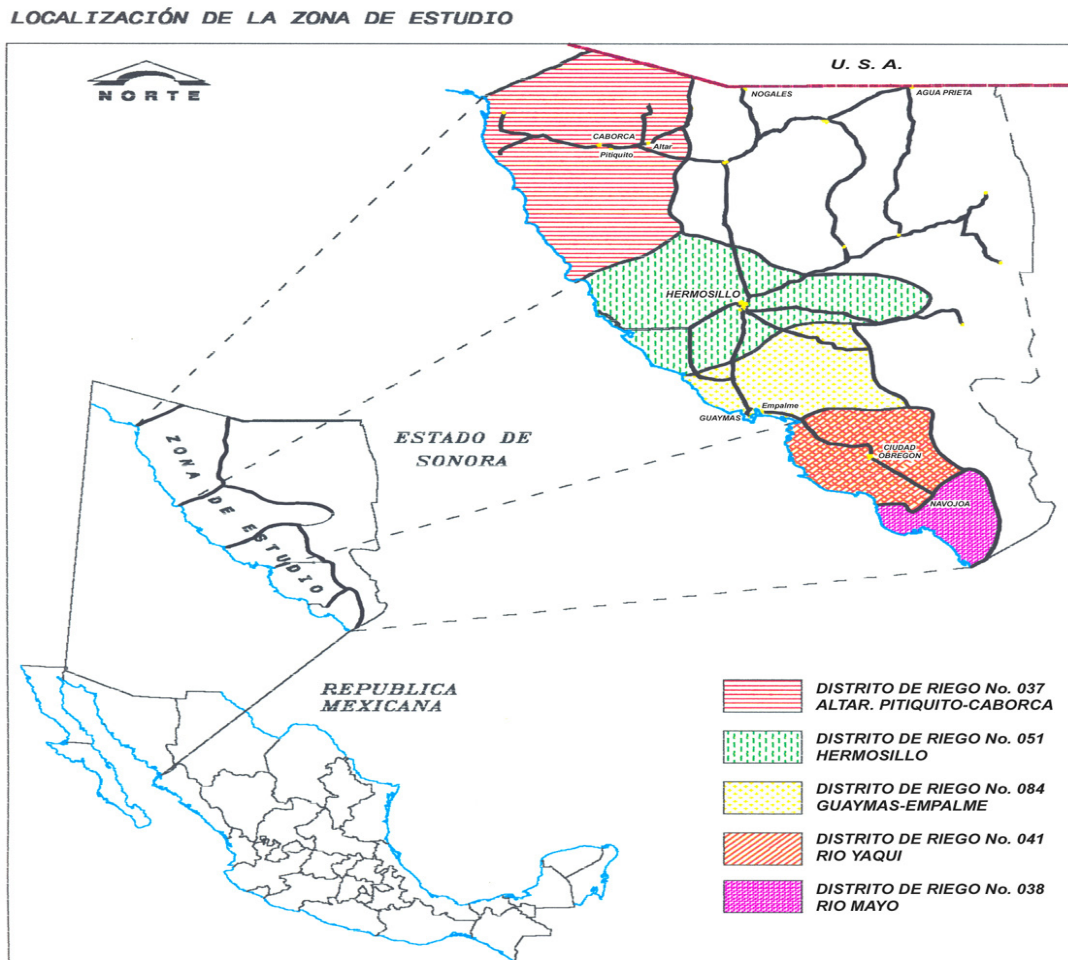 LOCALIZACIÓN DE LA ZONA DE ESTUDIO
NORTE
U. S. A.
NOGALES
AGUA PRIETA
CABORCA
Altar
Pitiquito
HERMOSILLO
Empalme
GUAYMAS
CIUDAD
OBREGON
NAVOJOA
ESTADO DE
SONORA
ZONA DE ESTUDIO
REPUBLICA
MEXICANA
DISTRITO DE RIEGO No. 037
ALTAR. PITIQUITO-CABORCA
DISTRITO DE RIEGO No. 051
HERMOSILLO
DISTRITO DE RIEGO No. 084
GUAYMAS-EMPALME
DISTRITO DE RIEGO No. 041
RIO YAQUI
DISTRITO DE RIEGO No. 038
RIO MAYO